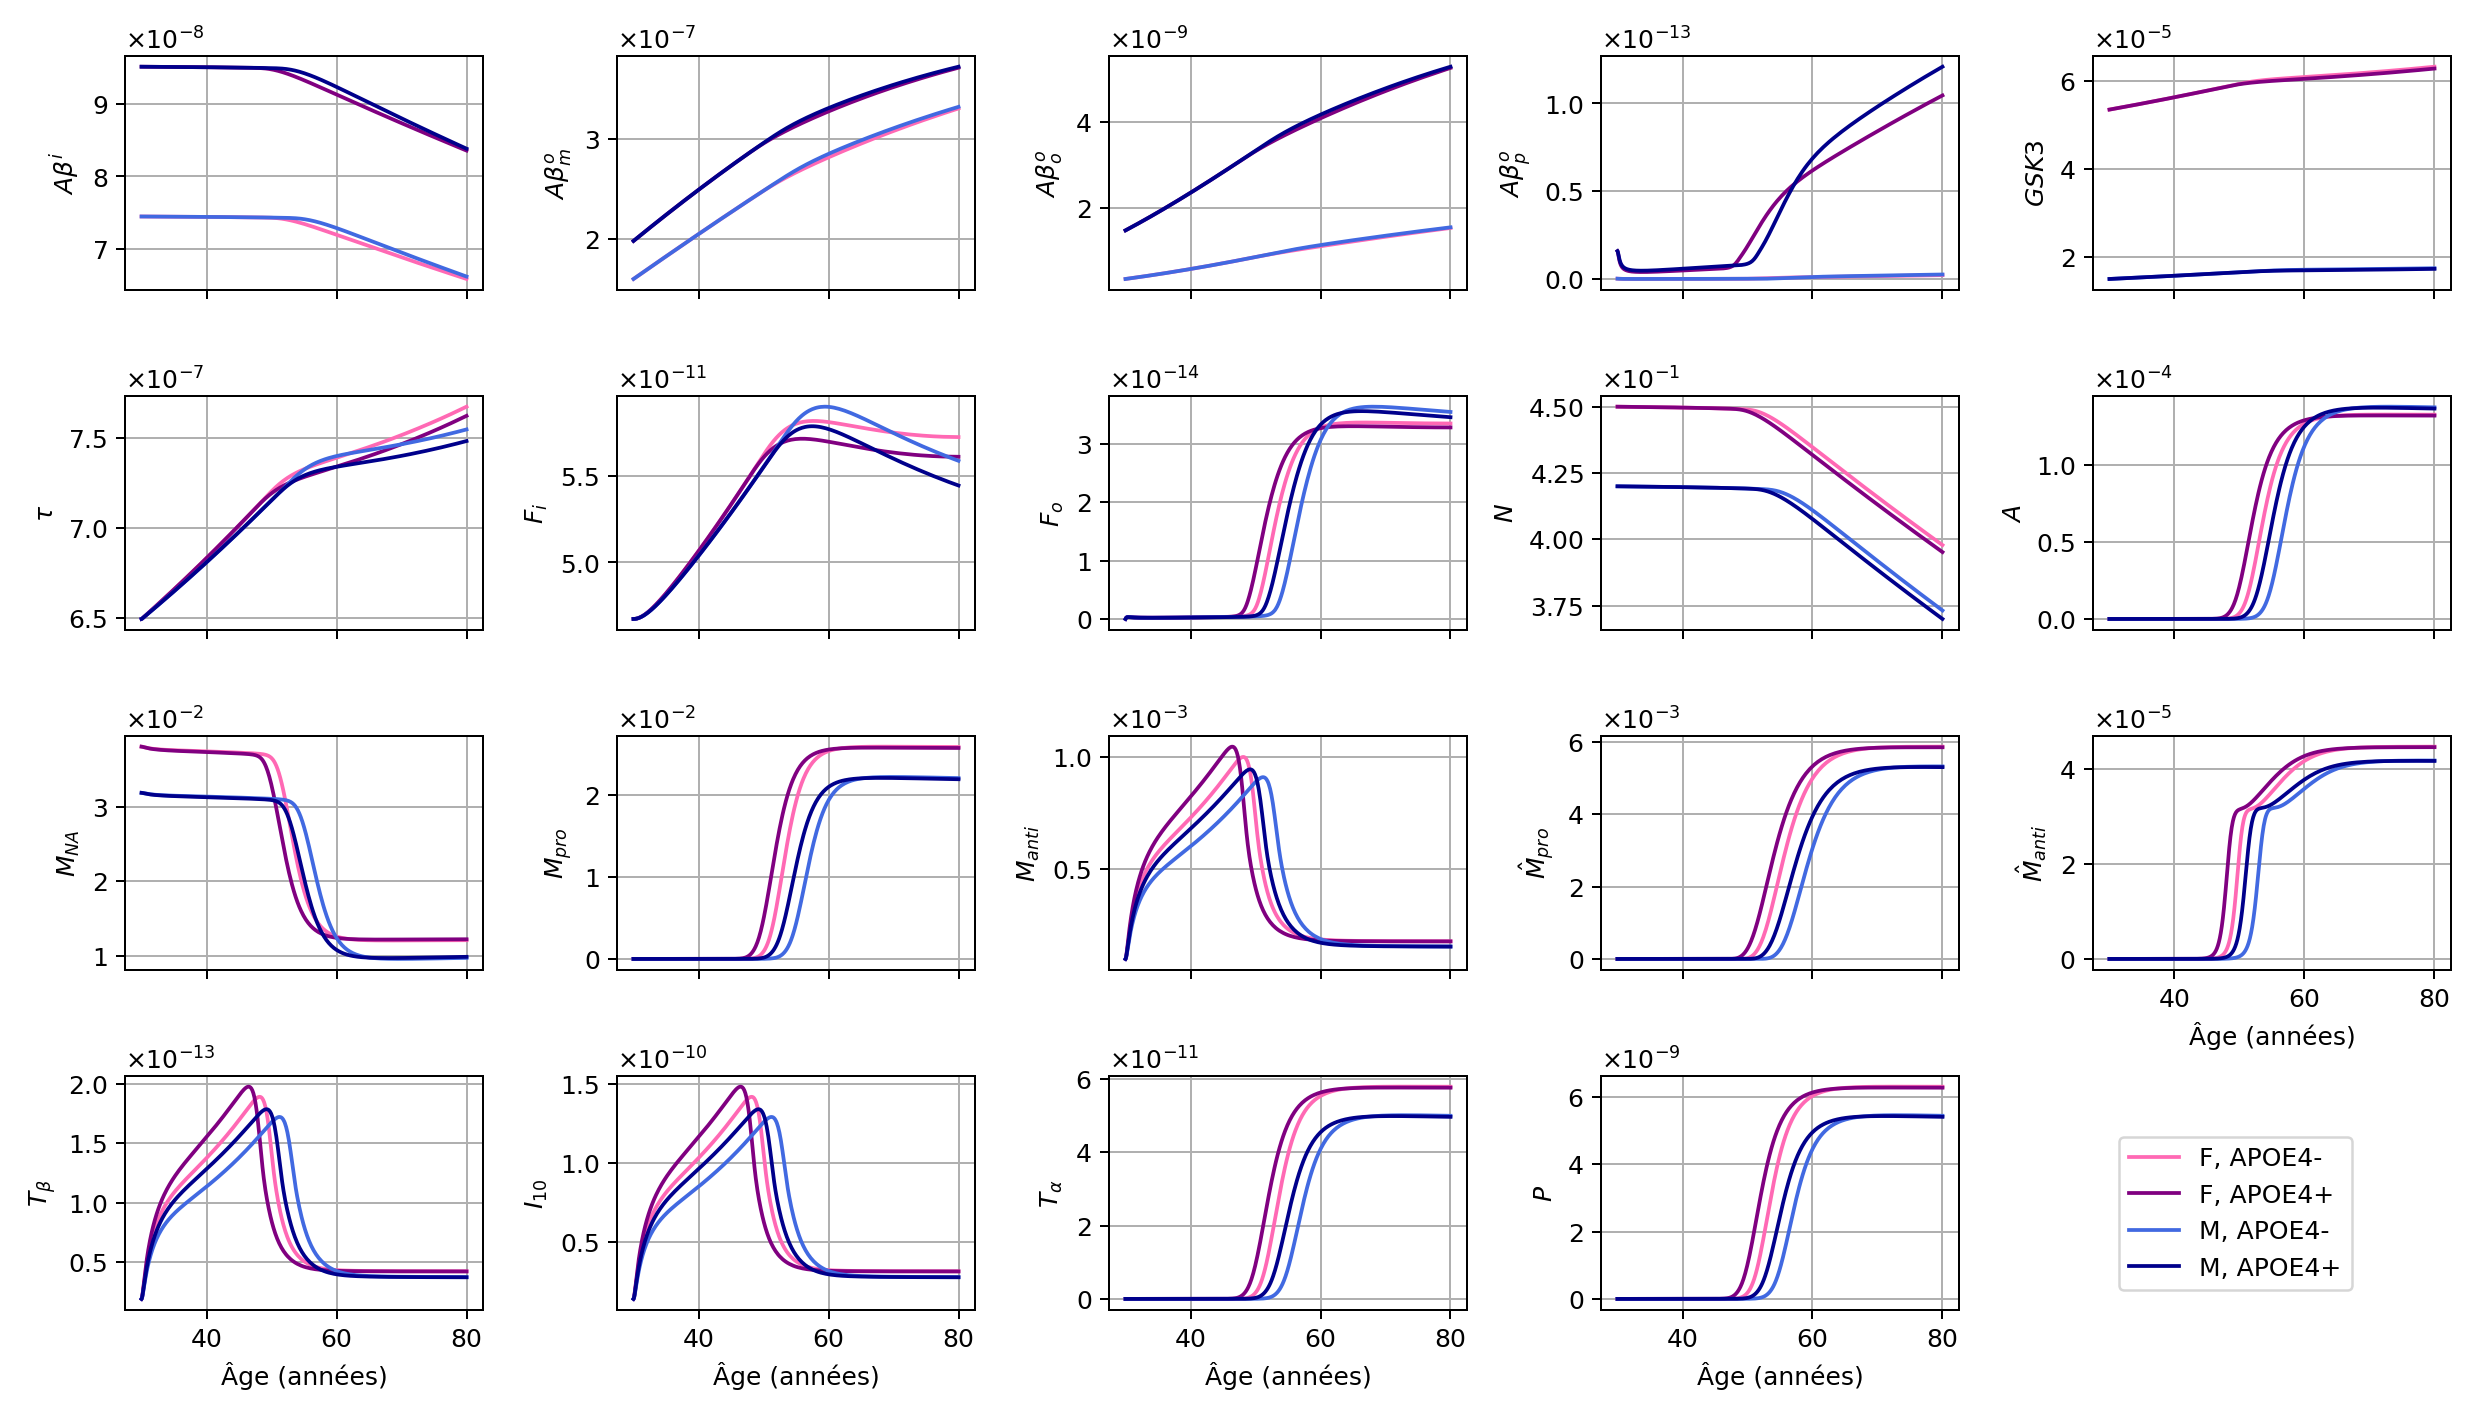 ×10⁻⁸ ×10⁻⁷ ×10⁻⁹ ×10⁻¹³ ×10⁻⁵
Aβⁱ 9 8 7
Aβₘᵒ 3 2
Aβₒᵒ 4 2
Aβₚᵒ 1.0 0.5 0.0
GSK3 6 4 2
×10⁻⁷ ×10⁻¹¹ ×10⁻¹⁴ ×10⁻¹ ×10⁻⁴
τ 7.5 7.0 6.5
Fᵢ 5.5 5.0
Fₒ 3 2 1 0
N 4.50 4.25 4.00 3.75
A 1.0 0.5 0.0
×10⁻² ×10⁻² ×10⁻³ ×10⁻³ ×10⁻⁵
M_NA 3 2 1
M_pro 2 1 0
M_anti 1.0 0.5
M̂_pro 6 4 2 0
M̂_anti 4 2 0
40 60 80
Âge (années)
×10⁻¹³ ×10⁻¹⁰ ×10⁻¹¹ ×10⁻⁹
T_β 2.0 1.5 1.0 0.5
I₁₀ 1.5 1.0 0.5
T_α 6 4 2 0
P 6 4 2 0
40 60 80 40 60 80 40 60 80 40 60 80
Âge (années) Âge (années) Âge (années) Âge (années)
F, APOE4-
F, APOE4+
M, APOE4-
M, APOE4+